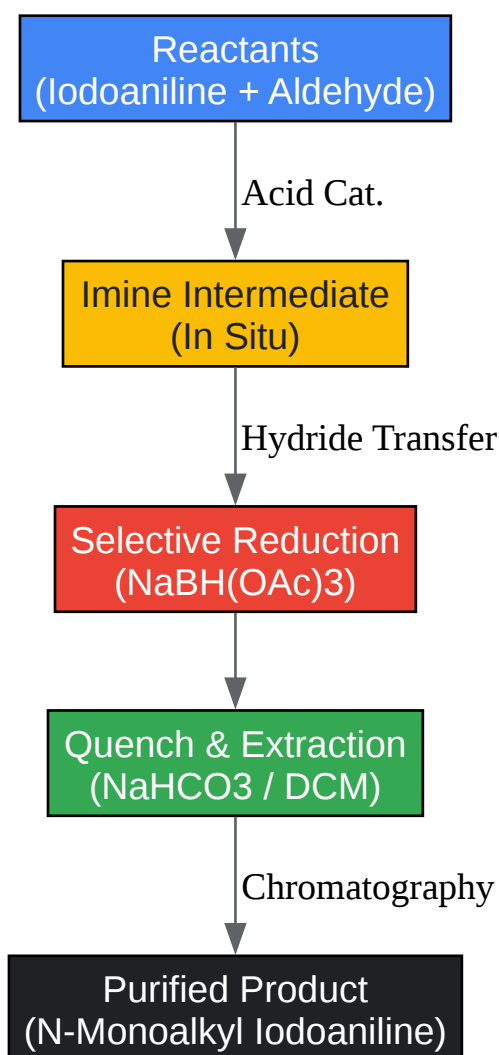 Reactants
(Iodoaniline + Aldehyde)
Acid Cat.
Imine Intermediate
(In Situ)
Hydride Transfer
Selective Reduction
(NaBH(OAc)3)
Quench & Extraction
(NaHCO3 / DCM)
Chromatography
Purified Product
(N-Monoalkyl Iodoaniline)